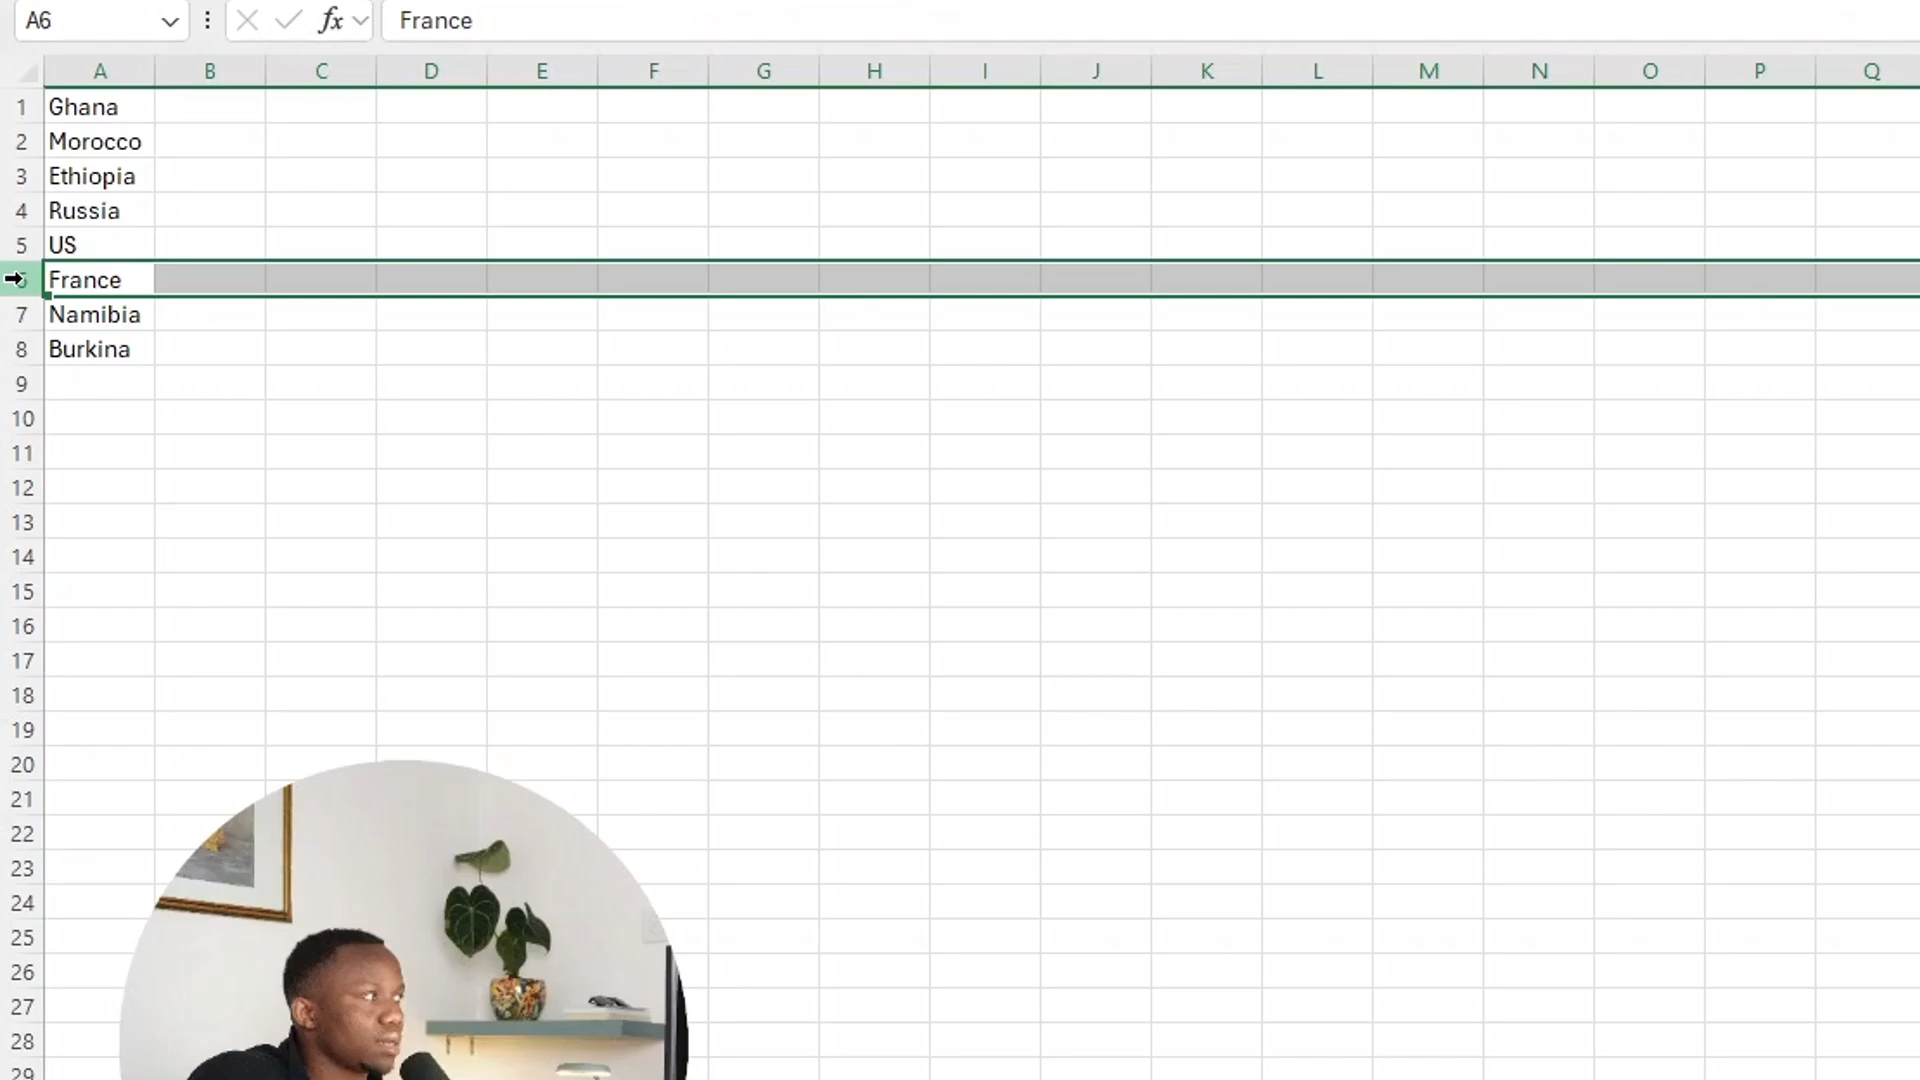 A6 fx France
A B C D E F G H I J K L M N O P Q
1 Ghana
2 Morocco
3 Ethiopia
4 Russia
5 US
France
7 Namibia
8 Burkina
9
10
11
12
13
14
15
16
17
18
19
20
21
22
23
24
25
26
27
28
29